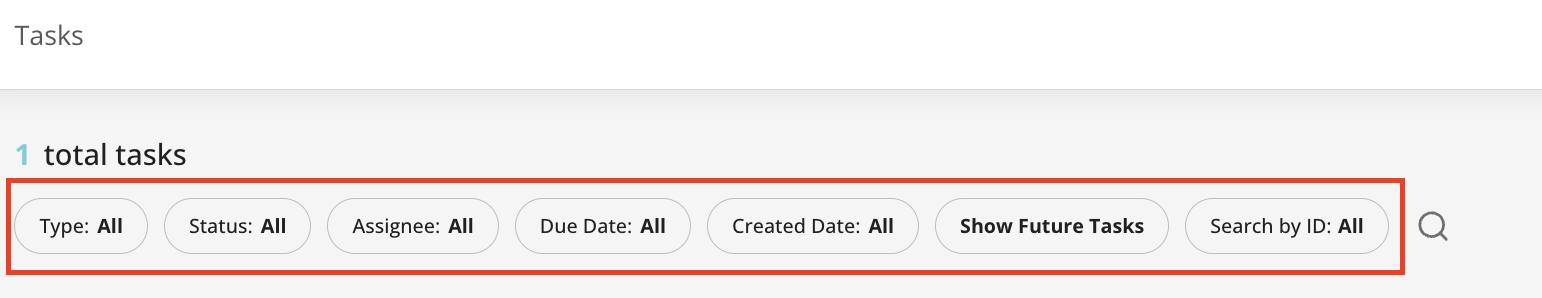 Tasks
1 total tasks
Type: All Status: All Assignee: All Due Date: All Created Date: All Show Future Tasks Search by ID: All